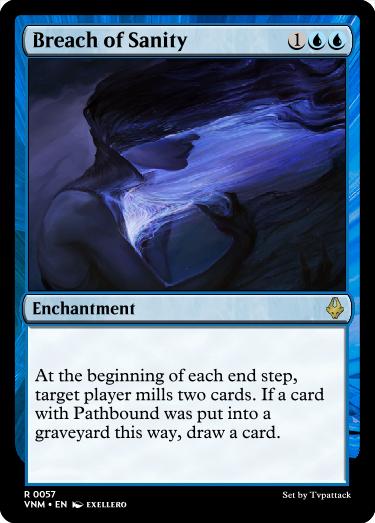 Breach of Sanity 1
Enchantment
At the beginning of each end step,
target player mills two cards. If a card
with Pathbound was put into a
graveyard this way, draw a card.
R 0057
VNM • EN EXELLERO
Set by Tvpattack